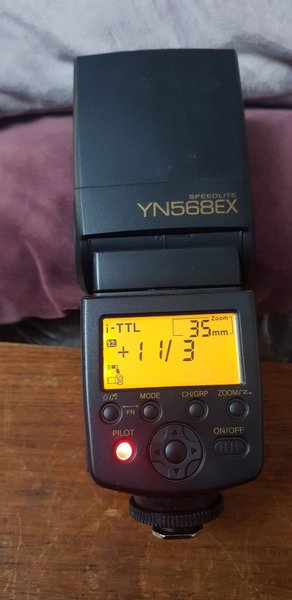 SPEEDLITE
YN568EX
i-TTL
Zoom
35mm
+1 1/3
MODE
CH/GRP
ZOOM/
FN
PILOT
ON/OFF